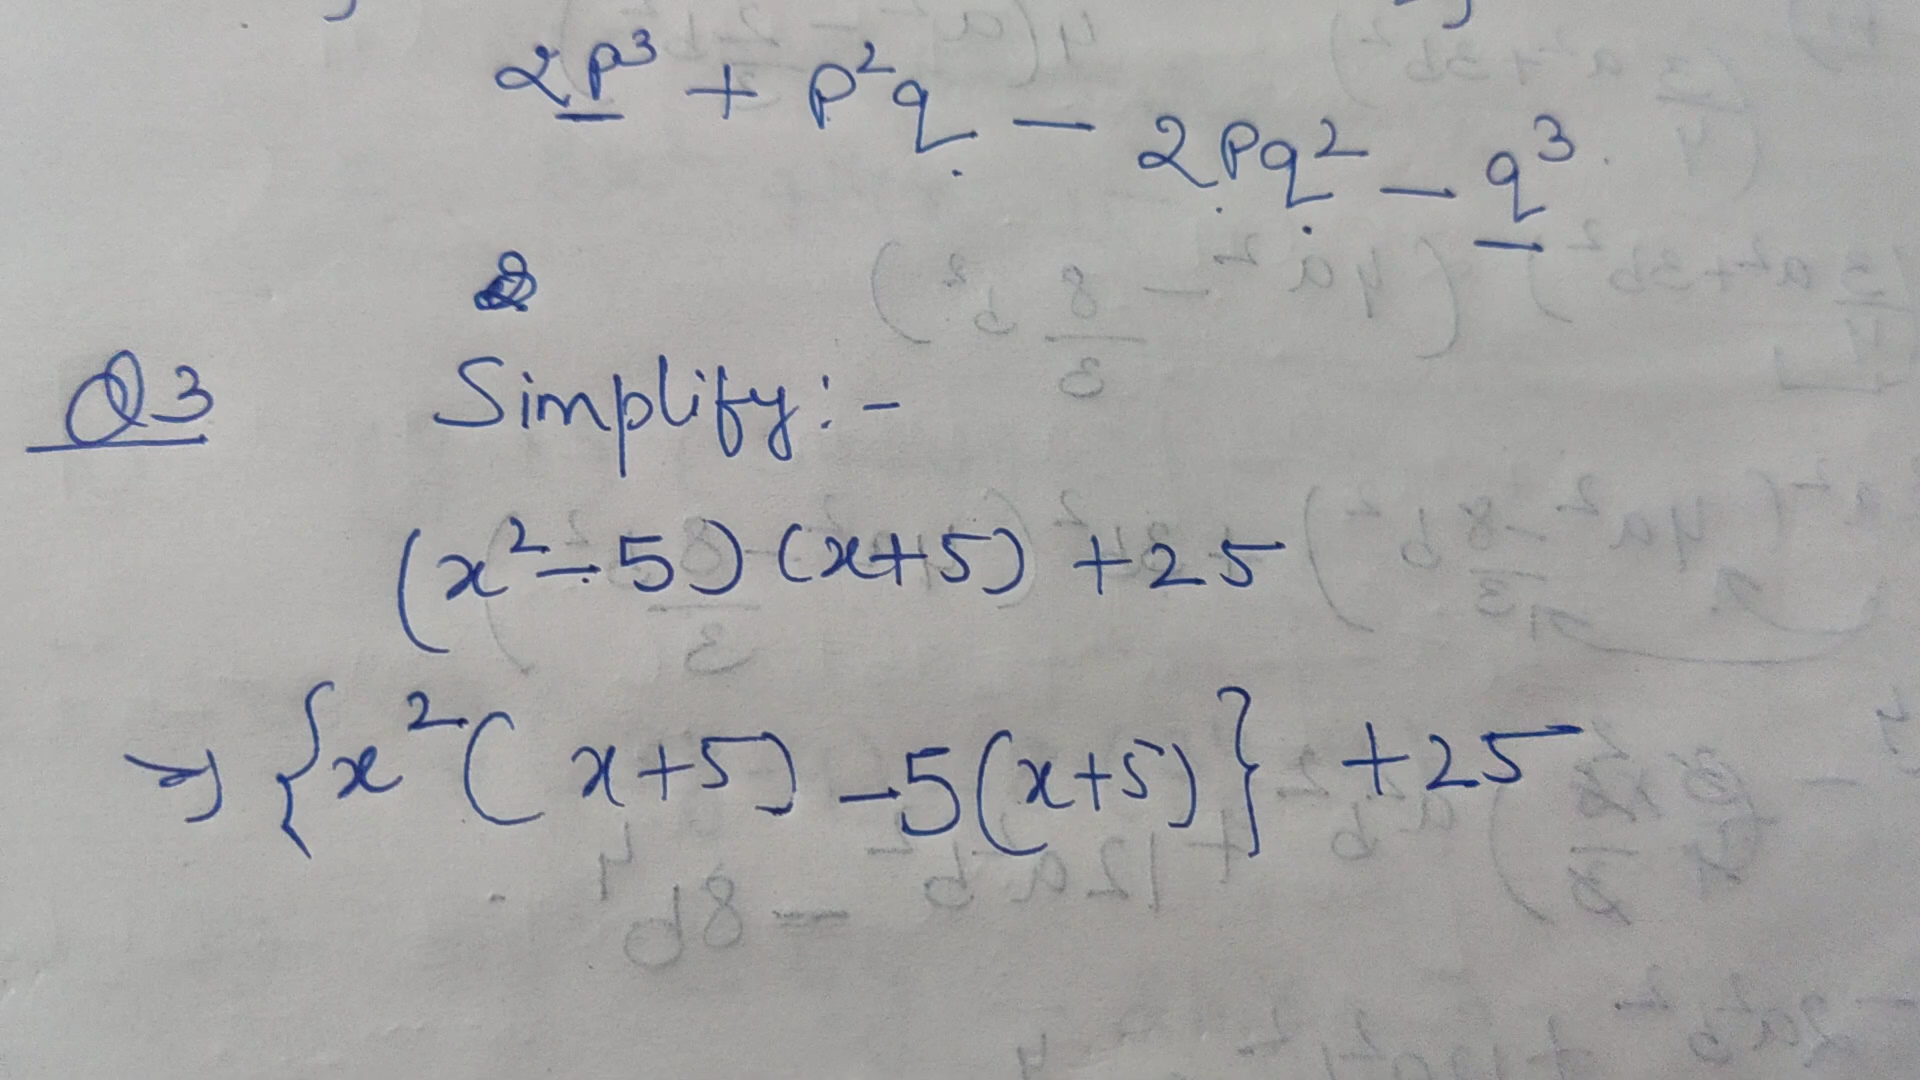 2p³ + p²q - 2pq² - q³
Q3 Simplify:-
(x² - 5) (x+5) + 25
⇒ {x² (x+5) - 5(x+5)} + 25